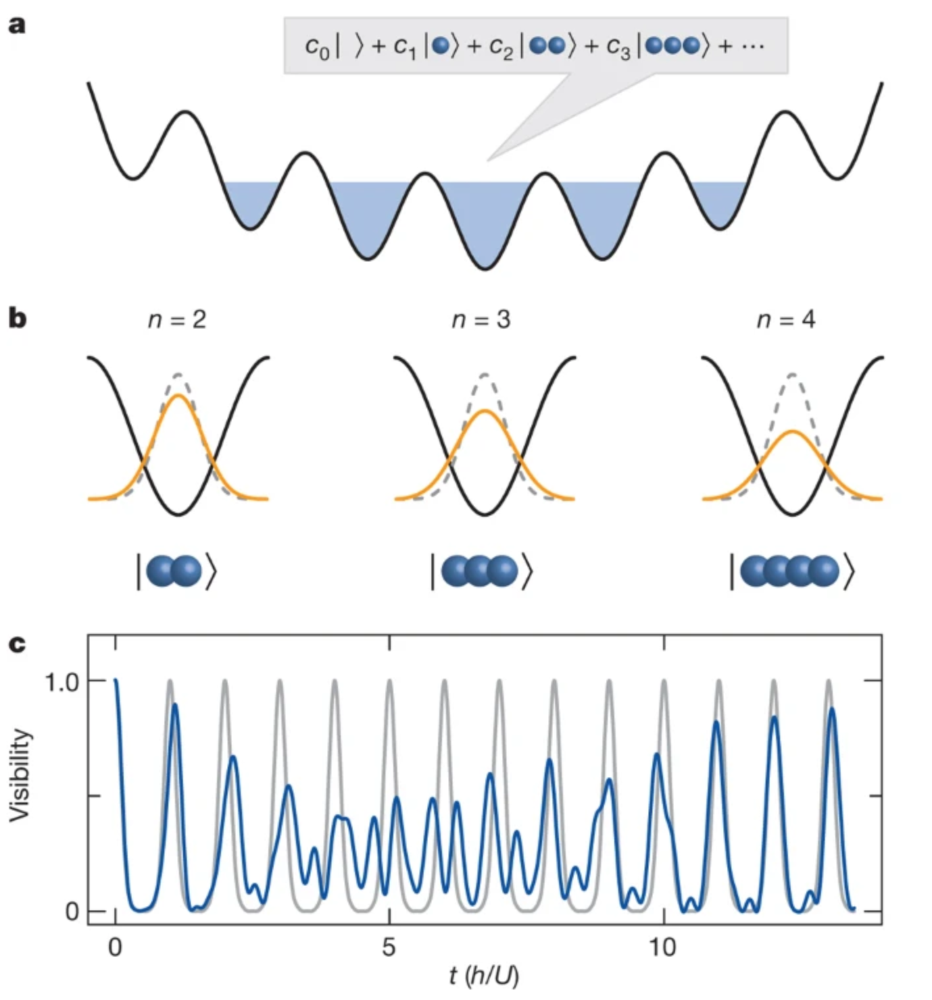 a
c₀| ⟩ + c₁|●⟩ + c₂|●●⟩ + c₃|●●●⟩ + ⋯
b
n = 2
n = 3
n = 4
|●●⟩
|●●●⟩
|●●●●⟩
c
1.0
Visibility
0
0
5
10
t (h/U)